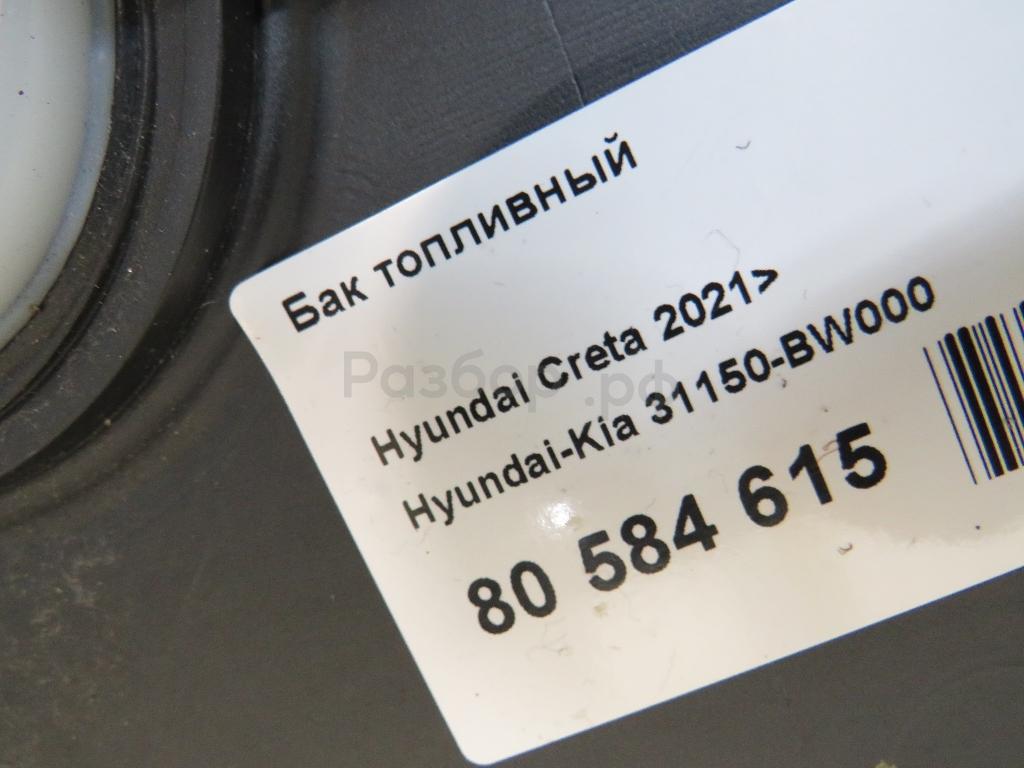 Бак топливный
Hyundai Creta 2021>
Hyundai-Kia 31150-BW000
80 584 615
Разбор.рф